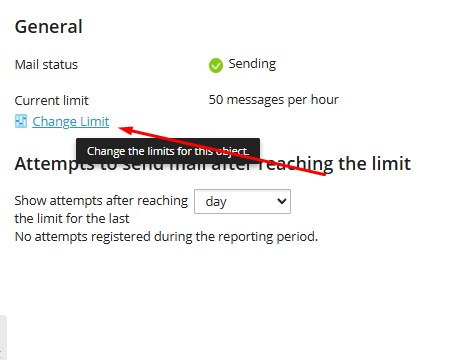 General
Mail status Sending
Current limit 50 messages per hour
Change Limit
Change the limits for this object.
Attempts to send mail after reaching the limit
Show attempts after reaching day
the limit for the last
No attempts registered during the reporting period.